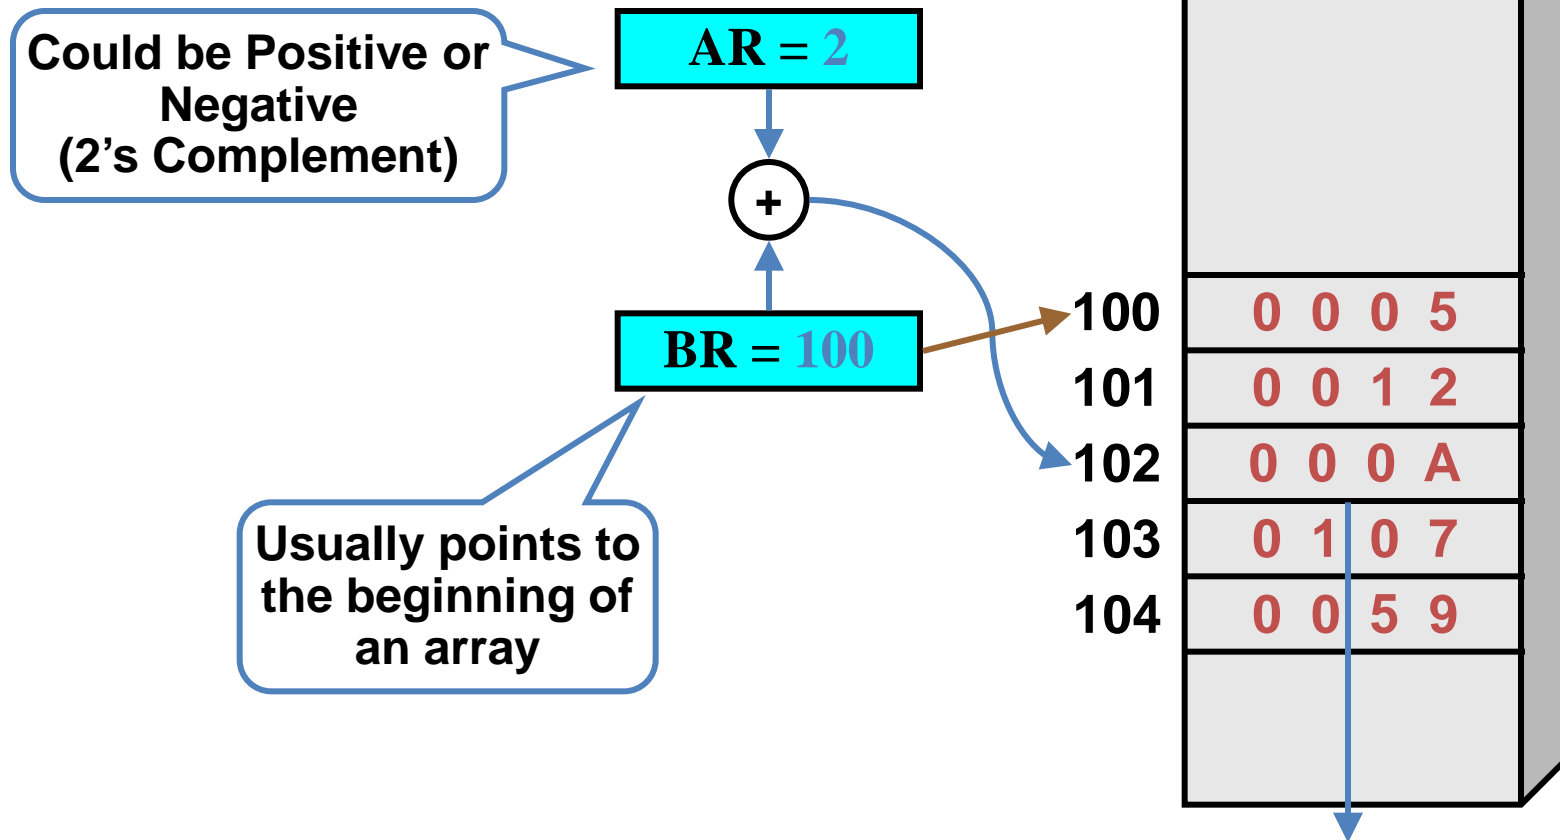 Could be Positive or
Negative
(2’s Complement)
AR = 2
+
BR = 100
Usually points to
the beginning of
an array
100 0 0 0 5
101 0 0 1 2
102 0 0 0 A
103 0 1 0 7
104 0 0 5 9